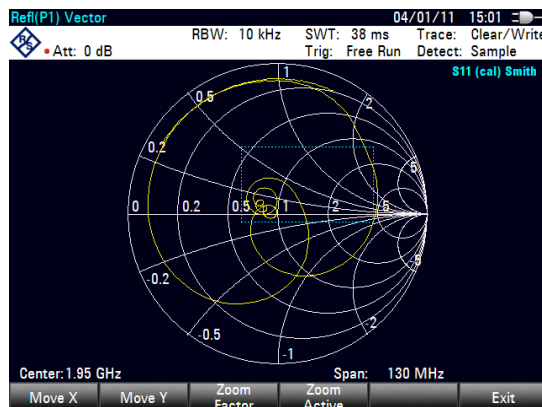 Refl(P1) Vector 04/01/11 15:01
RBW: 10 kHz SWT: 38 ms Trace: Clear/Write
Att: 0 dB Trig: Free Run Detect: Sample
S11 (cal) Smith
1
0.5
2
0.2
5
0 0.2 0.5 1 2 5
-0.2
-5
-0.5
-2
-1
Center: 1.95 GHz Span: 130 MHz
Move X Move Y Zoom Factor Zoom Active Exit